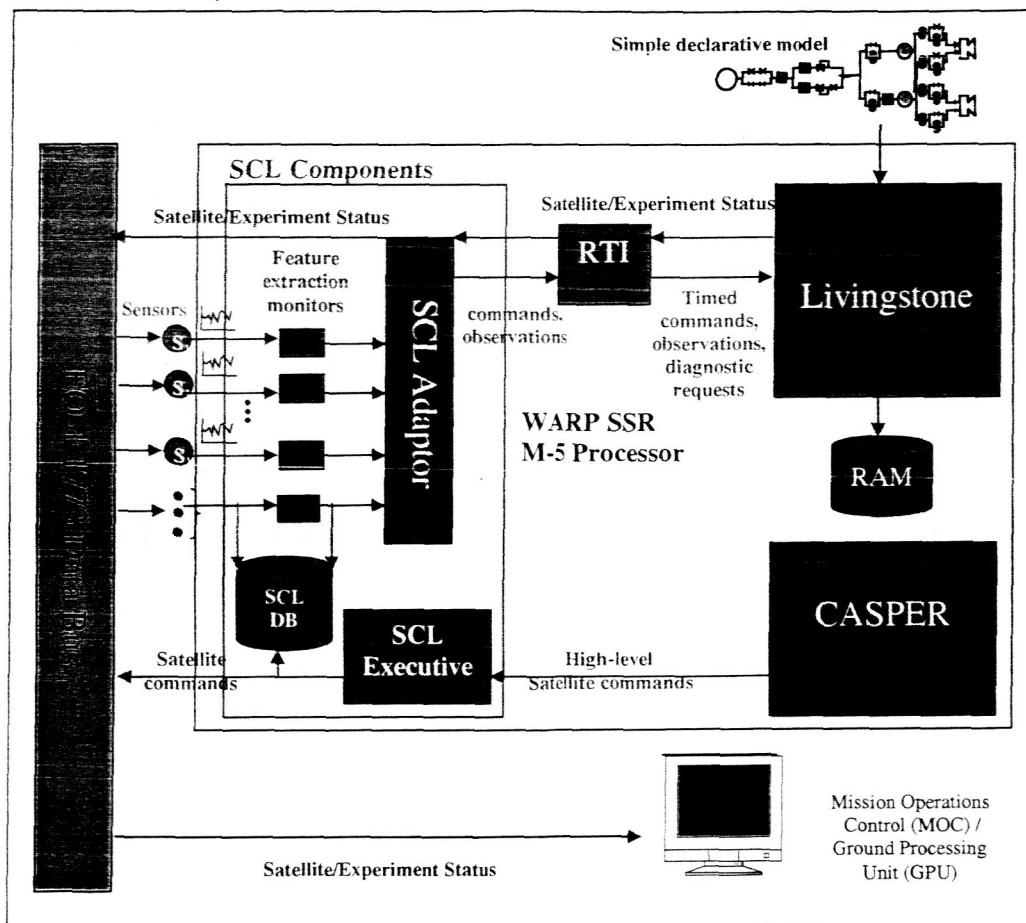 Simple declarative model
SCL Components
Satellite/Experiment Status
Satellite/Experiment Status
RTI
Livingstone
Feature
extraction
monitors
Sensors
S
S
S
SCL Adaptor
commands,
observations
Timed
commands,
observations,
diagnostic
requests
WARP SSR
M-5 Processor
RAM
SCL
DB
SCL
Executive
CASPER
Satellite
commands
High-level
Satellite commands
Mission Operations
Control (MOC) /
Ground Processing
Unit (GPU)
Satellite/Experiment Status